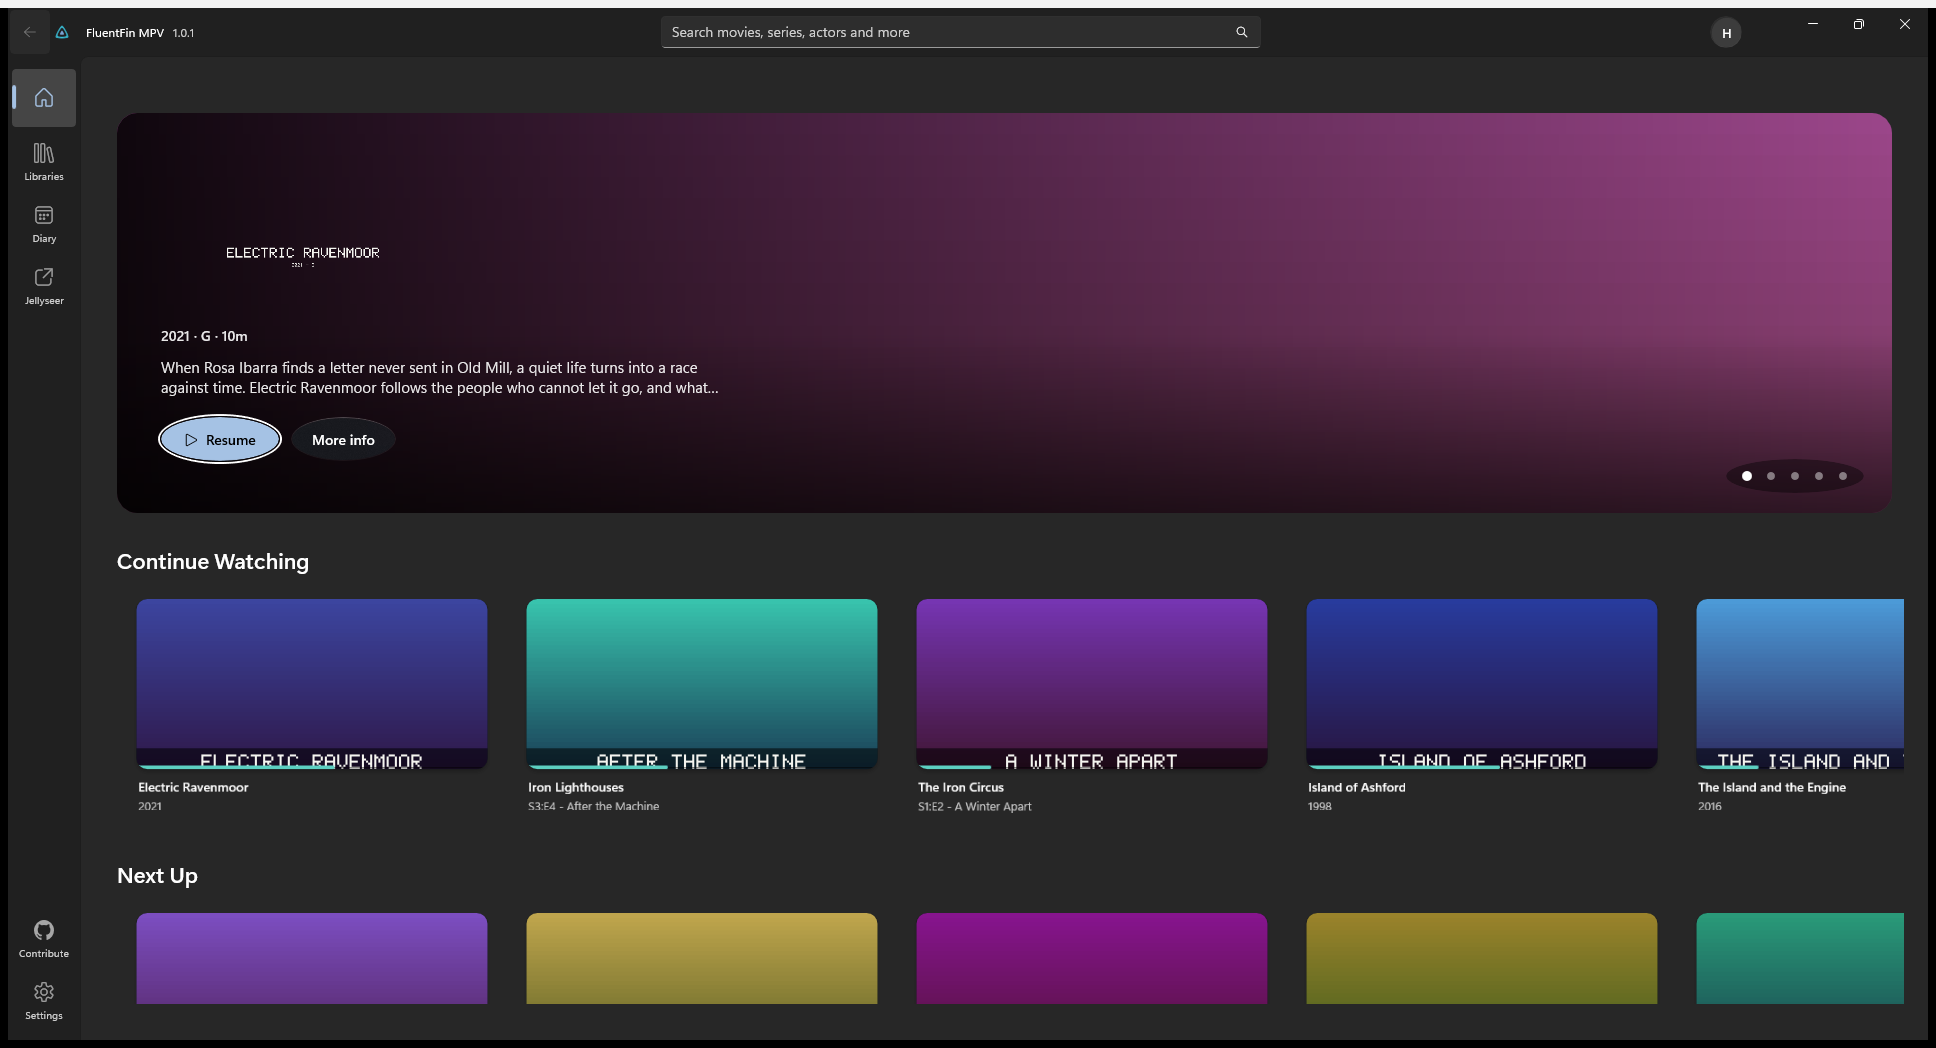 FluentFin MPV 1.0.1
Search movies, series, actors and more
H
Libraries
Diary
Jellyseer
ELECTRIC RAVENMOOR
2021 · G · 10m
When Rosa Ibarra finds a letter never sent in Old Mill, a quiet life turns into a race
against time. Electric Ravenmoor follows the people who cannot let it go, and what...
Resume
More info
Continue Watching
ELECTRIC RAVENMOOR
Electric Ravenmoor
2021
AFTER THE MACHINE
Iron Lighthouses
S3:E4 - After the Machine
A WINTER APART
The Iron Circus
S1:E2 - A Winter Apart
ISLAND OF ASHFORD
Island of Ashford
1998
THE ISLAND AND
The Island and the Engine
2016
Next Up
Contribute
Settings